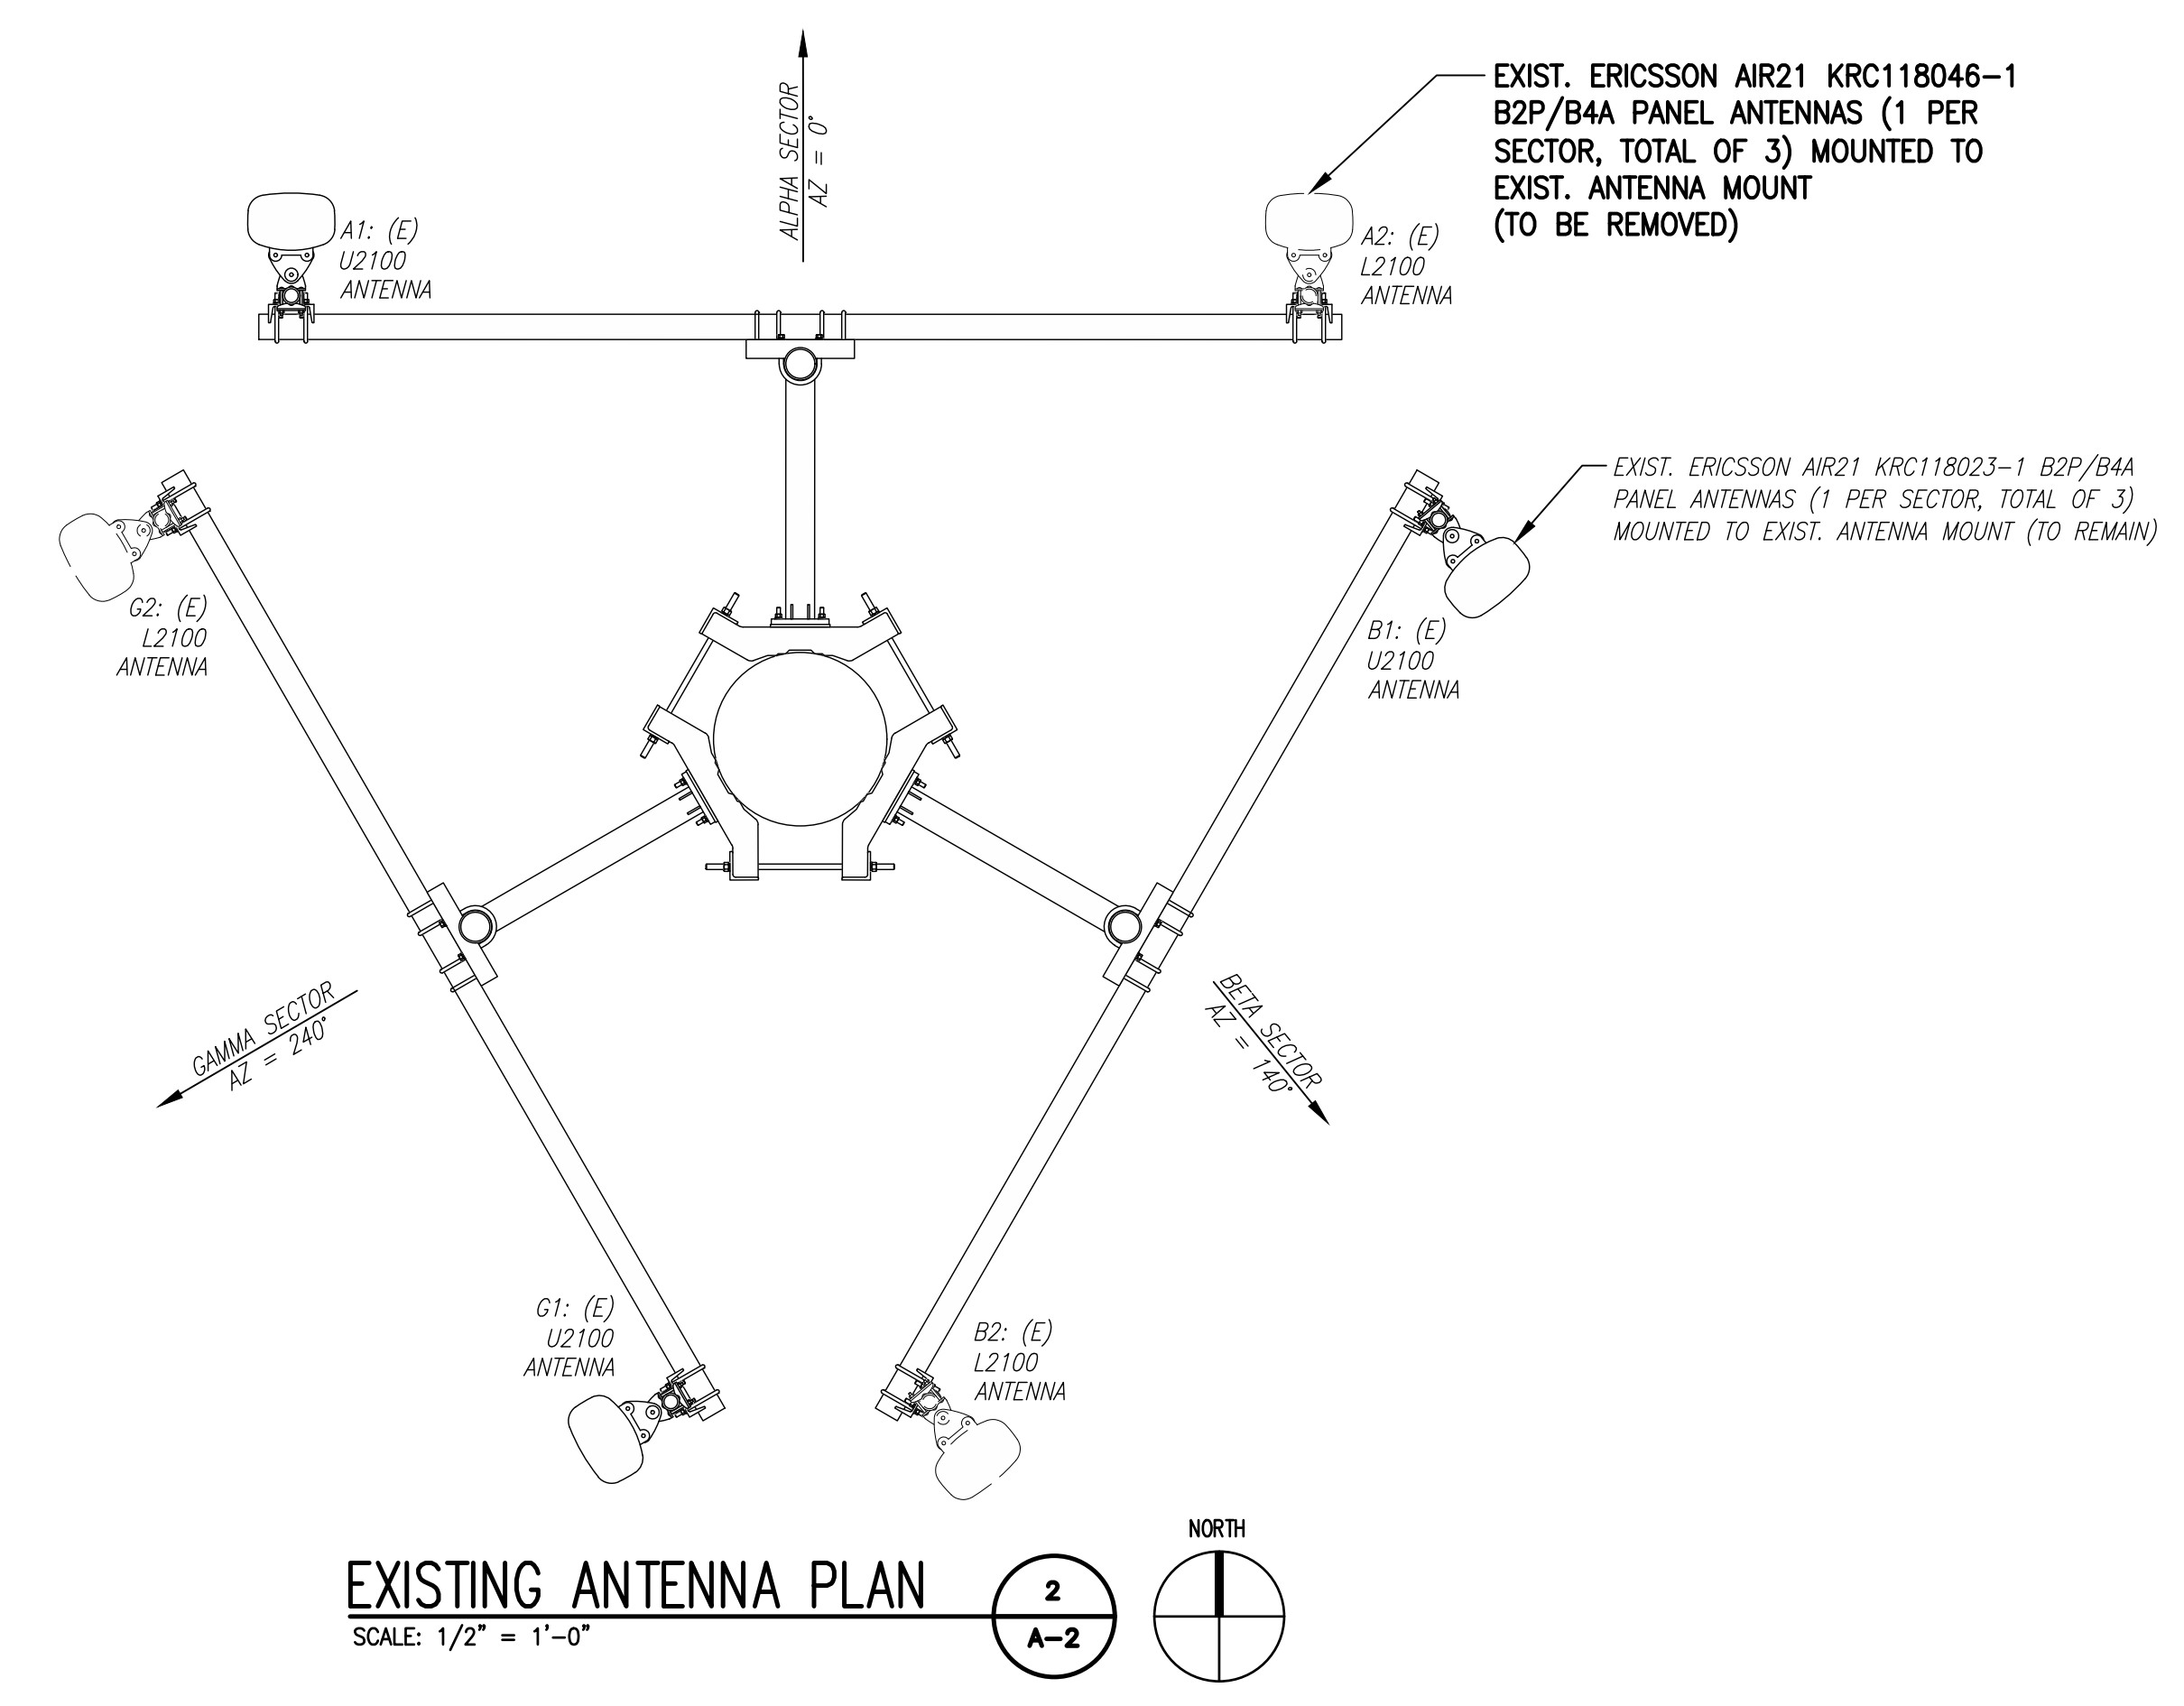 ALPHA SECTOR
AZ = 0°
EXIST. ERICSSON AIR21 KRC118046-1
B2P/B4A PANEL ANTENNAS (1 PER
SECTOR, TOTAL OF 3) MOUNTED TO
EXIST. ANTENNA MOUNT
(TO BE REMOVED)
A1: (E)
U2100
ANTENNA
A2: (E)
L2100
ANTENNA
EXIST. ERICSSON AIR21 KRC118023-1 B2P/B4A
PANEL ANTENNAS (1 PER SECTOR, TOTAL OF 3)
MOUNTED TO EXIST. ANTENNA MOUNT (TO REMAIN)
G2: (E)
L2100
ANTENNA
B1: (E)
U2100
ANTENNA
GAMMA SECTOR
AZ = 240°
BETA SECTOR
AZ = 140°
G1: (E)
U2100
ANTENNA
B2: (E)
L2100
ANTENNA
EXISTING ANTENNA PLAN
SCALE: 1/2" = 1'-0"
2
A-2
NORTH